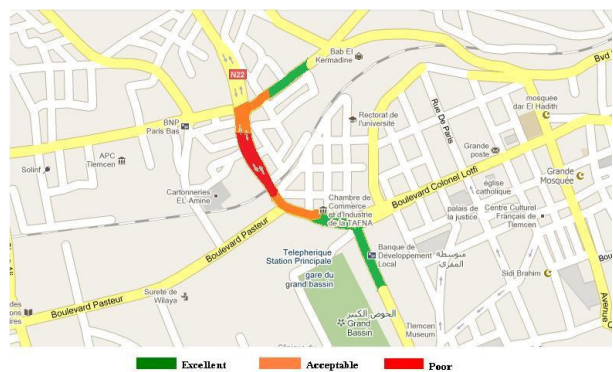 Bab El
Kermadine
Bvd
N22
BNP
Paris Bas
Rectorat de
l'université
Rue De Paris
mosquee
dar El Hadith
APC
Tlemcen
Solinf
Grande
poste
Grande
Mosquée
Cartonneries
EL-Amine
Chambre de
Commerce
et d'Industrie
de la TAFNA
Boulevard Colonel Lotfi
église
catholique
palais de
la justice
Centre Culturel
Français de
Tlemcen
Boulevard Pasteur
Telepherique
Station Principale
gare du
grand bassin
Banque de
Développement
Local
متوسطة
المقري
Sidi Brahim
Sureté de
Wilaya
Boulevard Pasteur
الحوض الكبير
Grand
Bassin
Tlemcen
Museum
Avenue
Excellent
Acceptable
Poor